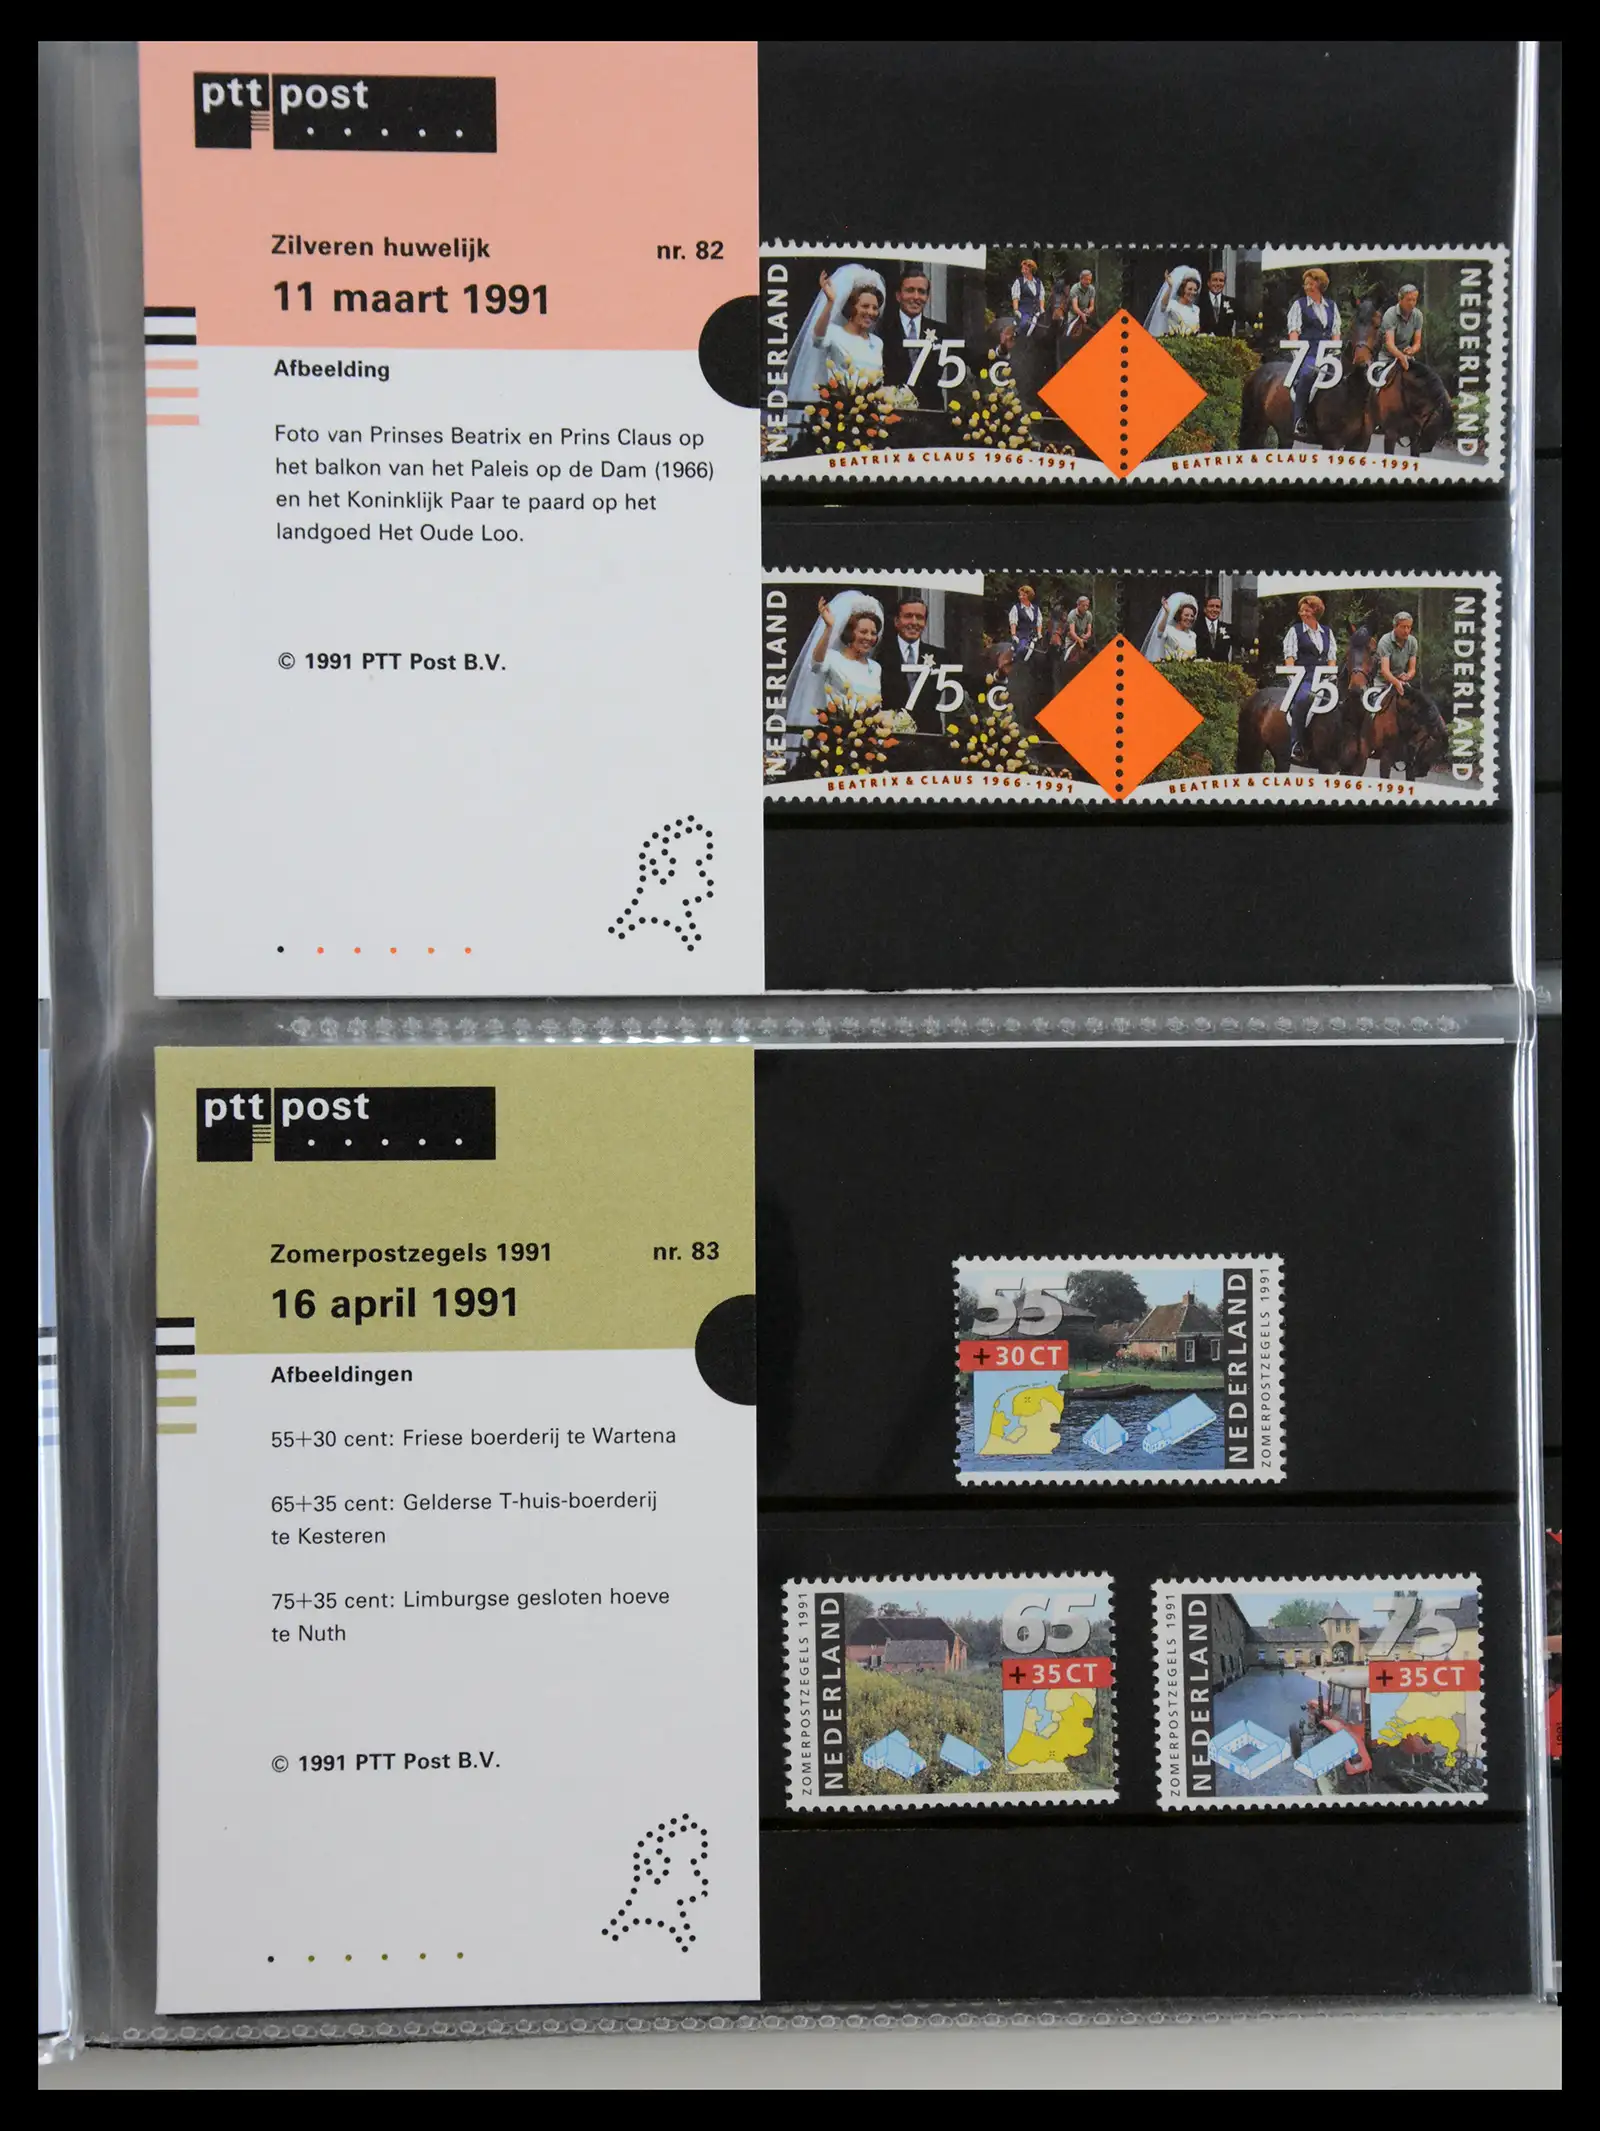 ptt post
Zilveren huwelijk nr. 82
11 maart 1991
Afbeelding
Foto van Prinses Beatrix en Prins Claus op
het balkon van het Paleis op de Dam (1966)
en het Koninklijk Paar te paard op het
landgoed Het Oude Loo.
© 1991 PTT Post B.V.
NEDERLAND
75 c
BEATRIX & CLAUS 1966-1991
75 c
BEATRIX & CLAUS 1966-1991
NEDERLAND
NEDERLAND
75 c
BEATRIX & CLAUS 1966-1991
75 c
BEATRIX & CLAUS 1966-1991
NEDERLAND
ptt post
Zomerpostzegels 1991 nr. 83
16 april 1991
Afbeeldingen
55+30 cent: Friese boerderij te Wartena
65+35 cent: Gelderse T-huis-boerderij
te Kesteren
75+35 cent: Limburgse gesloten hoeve
te Nuth
© 1991 PTT Post B.V.
55
+30 CT
NEDERLAND
ZOMERPOSTZEGELS 1991
ZOMERPOSTZEGELS 1991
NEDERLAND
65
+35 CT
ZOMERPOSTZEGELS 1991
NEDERLAND
75
+35 CT
1991